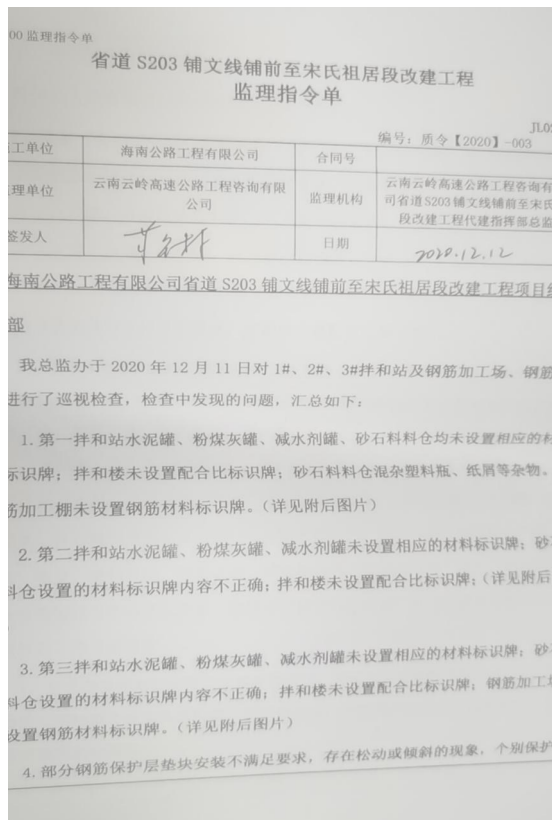 00 监理指令单
省道 S203 铺文线铺前至宋氏祖居段改建工程
监理指令单
JL02
编号：质令【2020】-003
工单位 海南公路工程有限公司 合同号
理单位 云南云岭高速公路工程咨询有限公司 监理机构 云南云岭高速公路工程咨询有
司省道 S203 铺文线铺前至宋氏
段改建工程代建指挥部总监
签发人 日期 2020.12.12
海南公路工程有限公司省道 S203 铺文线铺前至宋氏祖居段改建工程项目经
部
我总监办于 2020 年 12 月 11 日对 1#、2#、3#拌和站及钢筋加工场、钢筋
进行了巡视检查，检查中发现的问题，汇总如下：
1. 第一拌和站水泥罐、粉煤灰罐、减水剂罐、砂石料料仓均未设置相应的材
标识牌；拌和楼未设置配合比标识牌；砂石料料仓混杂塑料瓶、纸屑等杂物。
筋加工棚未设置钢筋材料标识牌。（详见附后图片）
2. 第二拌和站水泥罐、粉煤灰罐、减水剂罐未设置相应的材料标识牌；砂
料仓设置的材料标识牌内容不正确；拌和楼未设置配合比标识牌；（详见附后
3. 第三拌和站水泥罐、粉煤灰罐、减水剂罐未设置相应的材料标识牌；砂
料仓设置的材料标识牌内容不正确；拌和楼未设置配合比标识牌；钢筋加工场
设置钢筋材料标识牌。（详见附后图片）
4. 部分钢筋保护层垫块安装不满足要求，存在松动或倾斜的现象，个别保护